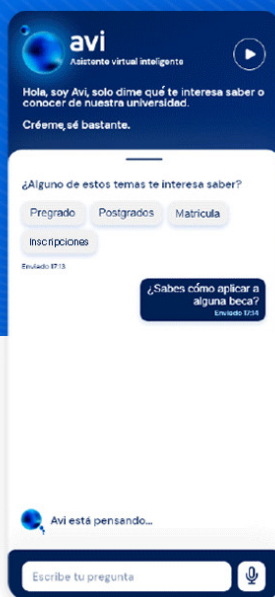 avi
Asistente virtual inteligente
Hola, soy Avi, solo dime qué te interesa saber o
conocer de nuestra universidad.
Créeme, sé bastante.
¿Alguno de estos temas te interesa saber?
Pregrado Postgrados Matrícula
Inscripciones
Enviado 17:13
¿Sabes cómo aplicar a
alguna beca?
Enviado 17:14
Avi está pensando...
Escribe tu pregunta